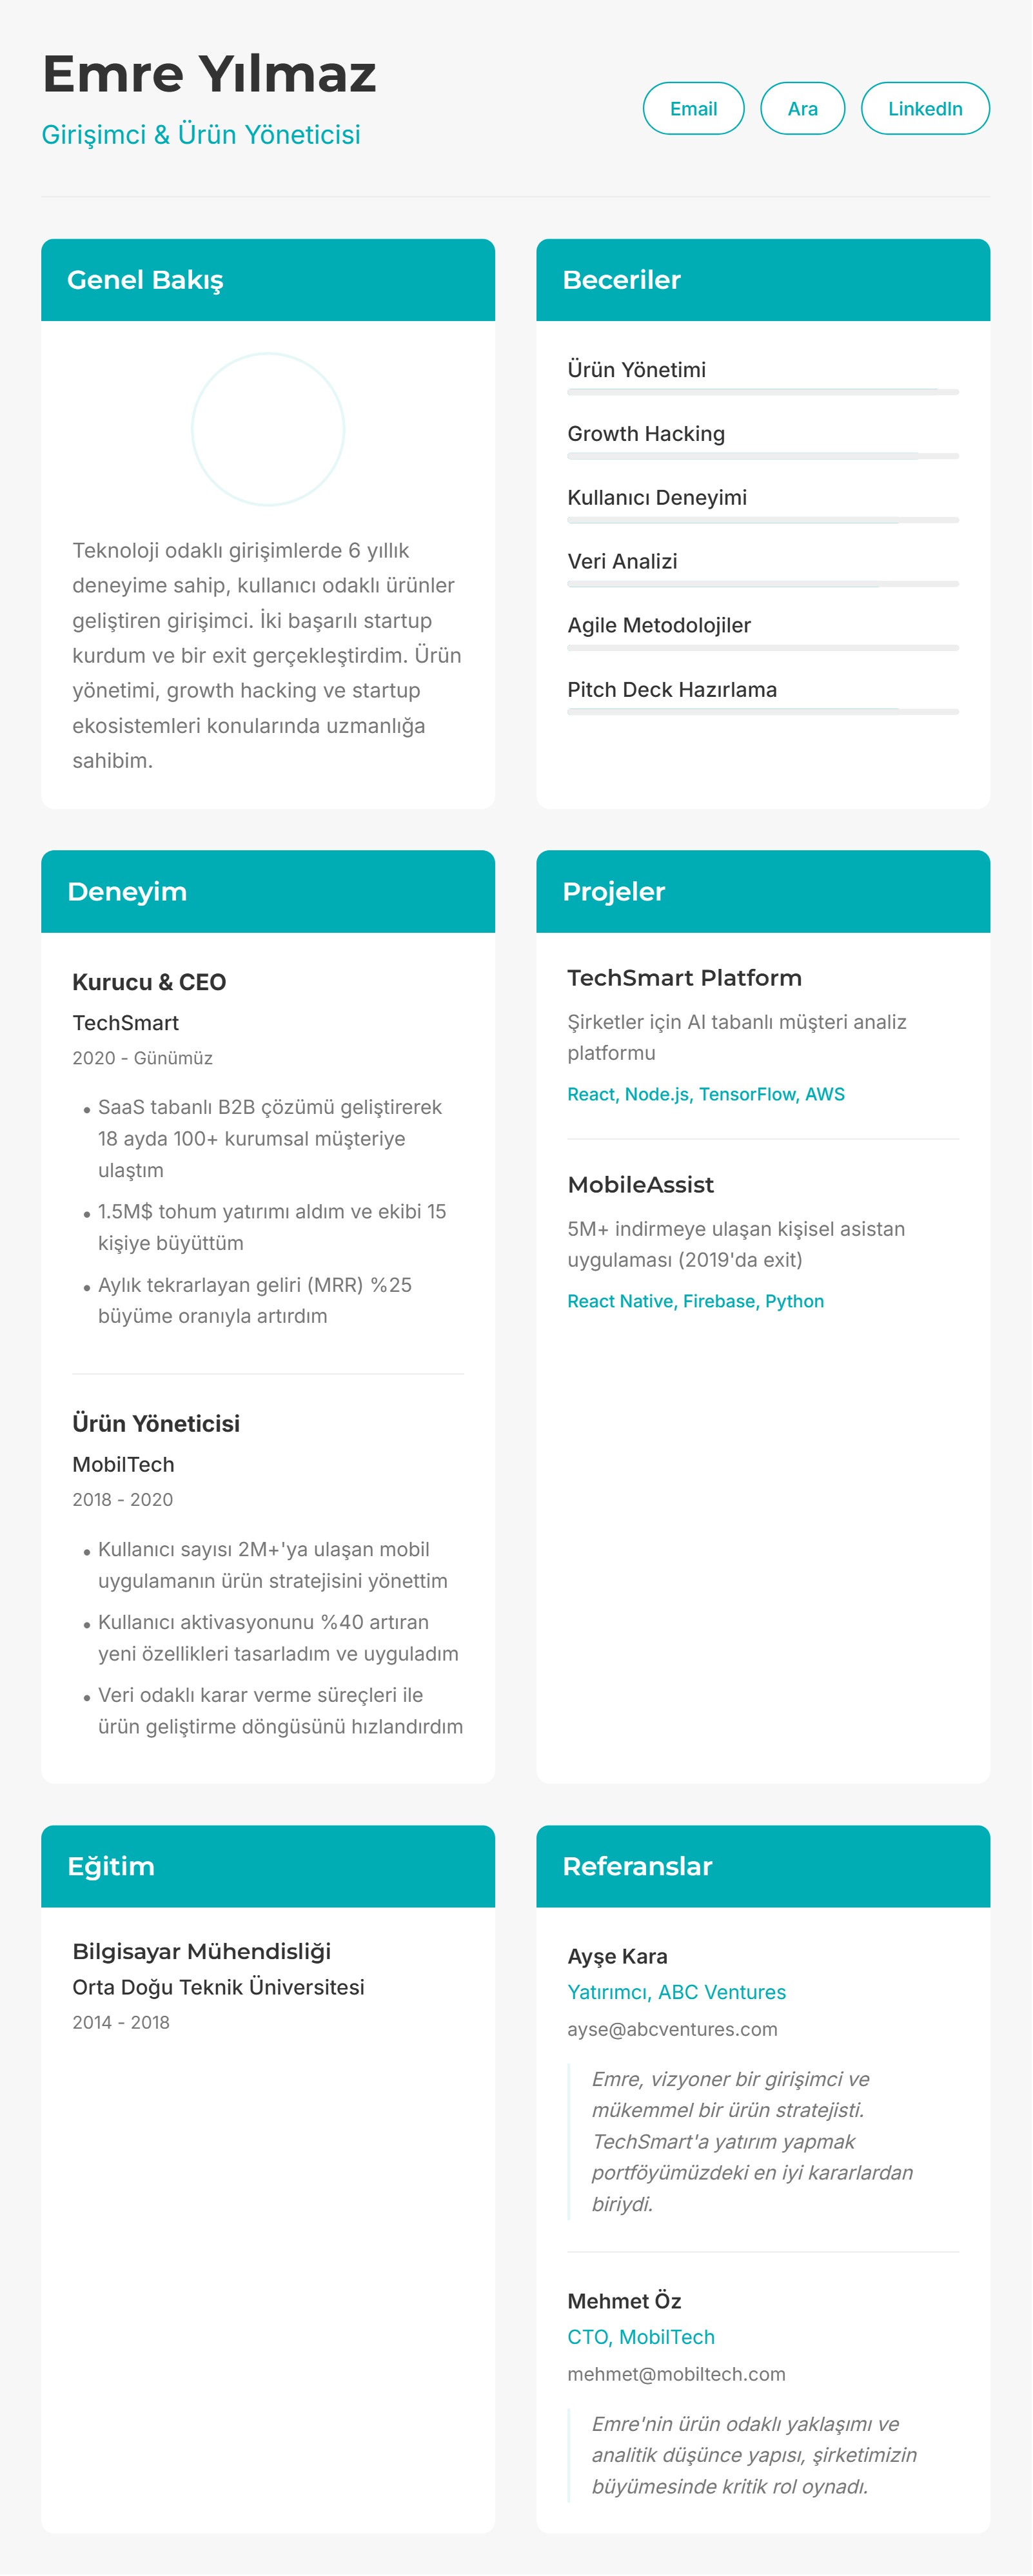 Emre Yılmaz
Girişimci & Ürün Yöneticisi
Email
Ara
LinkedIn
Genel Bakış
Teknoloji odaklı girişimlerde 6 yıllık
deneyime sahip, kullanıcı odaklı ürünler
geliştiren girişimci. İki başarılı startup
kurdum ve bir exit gerçekleştirdim. Ürün
yönetimi, growth hacking ve startup
ekosistemleri konularında uzmanlığa
sahibim.
Beceriler
Ürün Yönetimi
Growth Hacking
Kullanıcı Deneyimi
Veri Analizi
Agile Metodolojiler
Pitch Deck Hazırlama
Deneyim
Kurucu & CEO
TechSmart
2020 - Günümüz
• SaaS tabanlı B2B çözümü geliştirerek
18 ayda 100+ kurumsal müşteriye
ulaştım
• 1.5M$ tohum yatırımı aldım ve ekibi 15
kişiye büyüttüm
• Aylık tekrarlayan geliri (MRR) %25
büyüme oranıyla artırdım
Ürün Yöneticisi
MobilTech
2018 - 2020
• Kullanıcı sayısı 2M+'ya ulaşan mobil
uygulamanın ürün stratejisini yönettim
• Kullanıcı aktivasyonunu %40 artıran
yeni özellikleri tasarladım ve uyguladım
• Veri odaklı karar verme süreçleri ile
ürün geliştirme döngüsünü hızlandırdım
Projeler
TechSmart Platform
Şirketler için AI tabanlı müşteri analiz
platformu
React, Node.js, TensorFlow, AWS
MobileAssist
5M+ indirmeye ulaşan kişisel asistan
uygulaması (2019'da exit)
React Native, Firebase, Python
Eğitim
Bilgisayar Mühendisliği
Orta Doğu Teknik Üniversitesi
2014 - 2018
Referanslar
Ayşe Kara
Yatırımcı, ABC Ventures
ayse@abcventures.com
Emre, vizyoner bir girişimci ve
mükemmel bir ürün stratejisti.
TechSmart'a yatırım yapmak
portföyümüzdeki en iyi kararlardan
biriydi.
Mehmet Öz
CTO, MobilTech
mehmet@mobiltech.com
Emre'nin ürün odaklı yaklaşımı ve
analitik düşünce yapısı, şirketimizin
büyümesinde kritik rol oynadı.